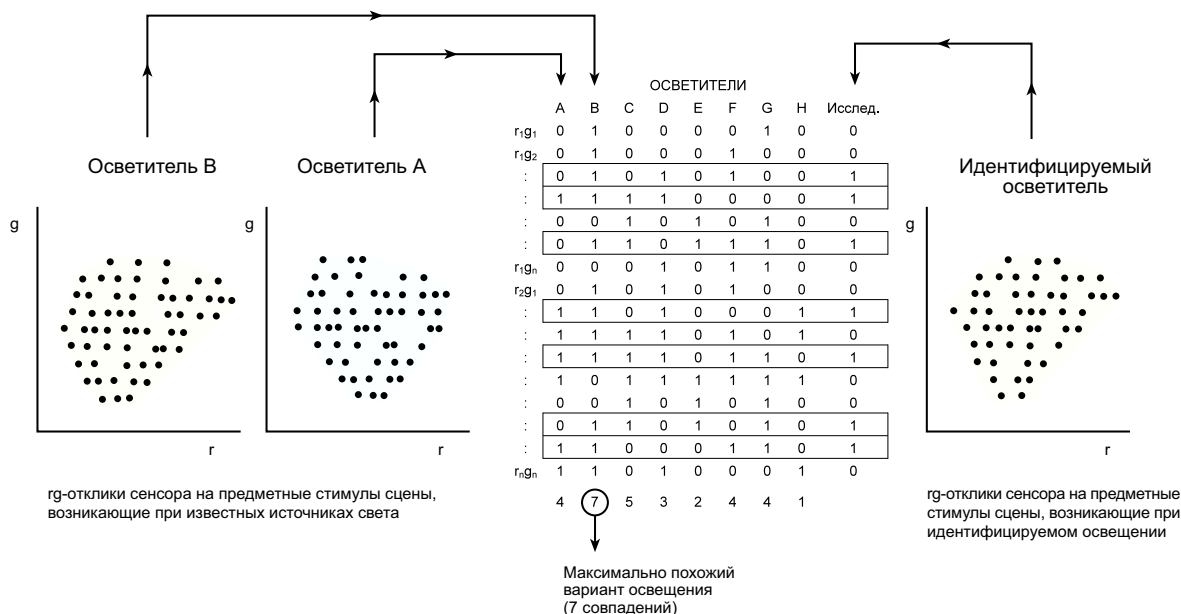 ОСВЕТИТЕЛИ
A B C D E F G H Исслед.
r₁g₁ 0 1 0 0 0 0 1 0 0
r₁g₂ 0 1 0 0 0 1 0 0 0
: 0 1 0 1 0 1 0 0 1
: 1 1 1 1 0 0 0 0 1
: 0 0 1 0 1 0 1 0 0
: 0 1 1 0 1 1 1 0 1
r₁gₙ 0 0 0 1 0 1 1 0 0
r₂g₁ 0 1 0 1 0 1 0 0 0
: 1 1 0 1 0 0 0 1 1
: 1 1 1 1 0 1 0 1 0
: 1 1 1 1 0 1 1 0 1
: 1 0 1 1 1 1 1 1 0
: 0 0 1 0 1 0 1 0 0
: 0 1 1 0 1 0 1 0 1
: 1 1 0 0 0 1 1 0 1
rₙgₙ 1 1 0 1 0 0 0 1 0
4 7 5 3 2 4 4 1
Осветитель B
Осветитель A
Идентифицируемый
осветитель
g
r
g
r
g
r
rg-отклики сенсора на предметные стимулы сцены,
возникающие при известных источниках света
rg-отклики сенсора на предметные
стимулы сцены, возникающие при
идентифицируемом освещении
Максимально похожий
вариант освещения
(7 совпадений)